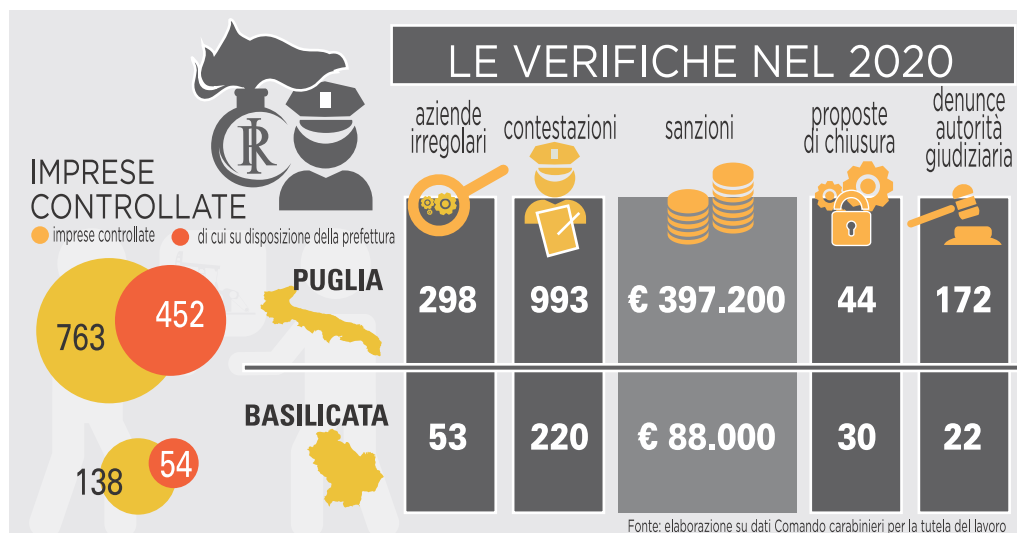 LE VERIFICHE NEL 2020
aziende
irregolari
contestazioni
sanzioni
proposte
di chiusura
denunce
autorità
giudiziaria
RI
IMPRESE
CONTROLLATE
imprese controllate
di cui su disposizione della prefettura
PUGLIA
763
452
298
993
€ 397.200
44
172
BASILICATA
138
54
53
220
€ 88.000
30
22
Fonte: elaborazione su dati Comando carabinieri per la tutela del lavoro